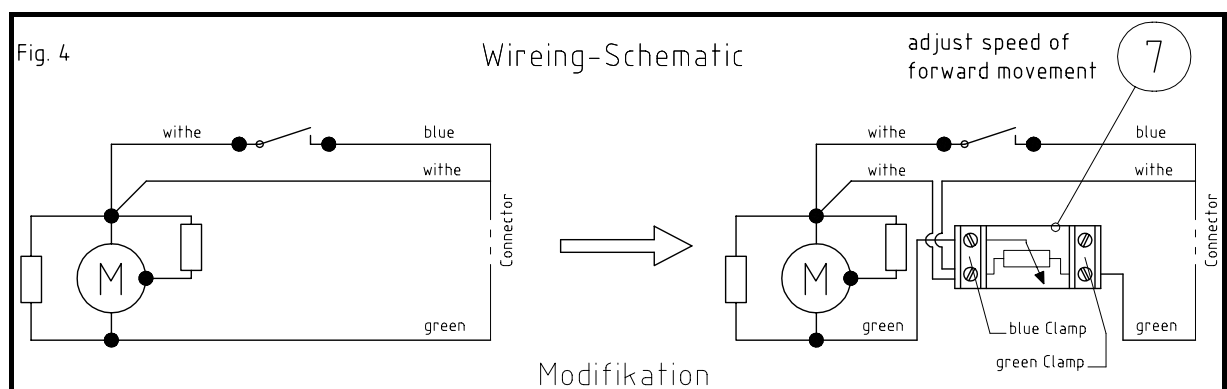 Fig. 4
Wireing-Schematic
adjust speed of
forward movement
7
withe
blue
withe
Connector
M
green
withe
blue
withe
Connector
M
green
blue Clamp
green
green Clamp
Modifikation